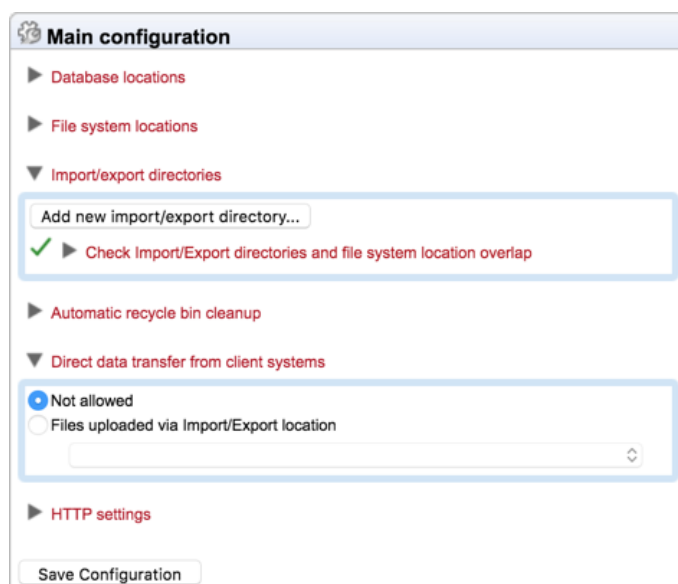 Main configuration
Database locations
File system locations
Import/export directories
Add new import/export directory...
Check Import/Export directories and file system location overlap
Automatic recycle bin cleanup
Direct data transfer from client systems
Not allowed
Files uploaded via Import/Export location
HTTP settings
Save Configuration